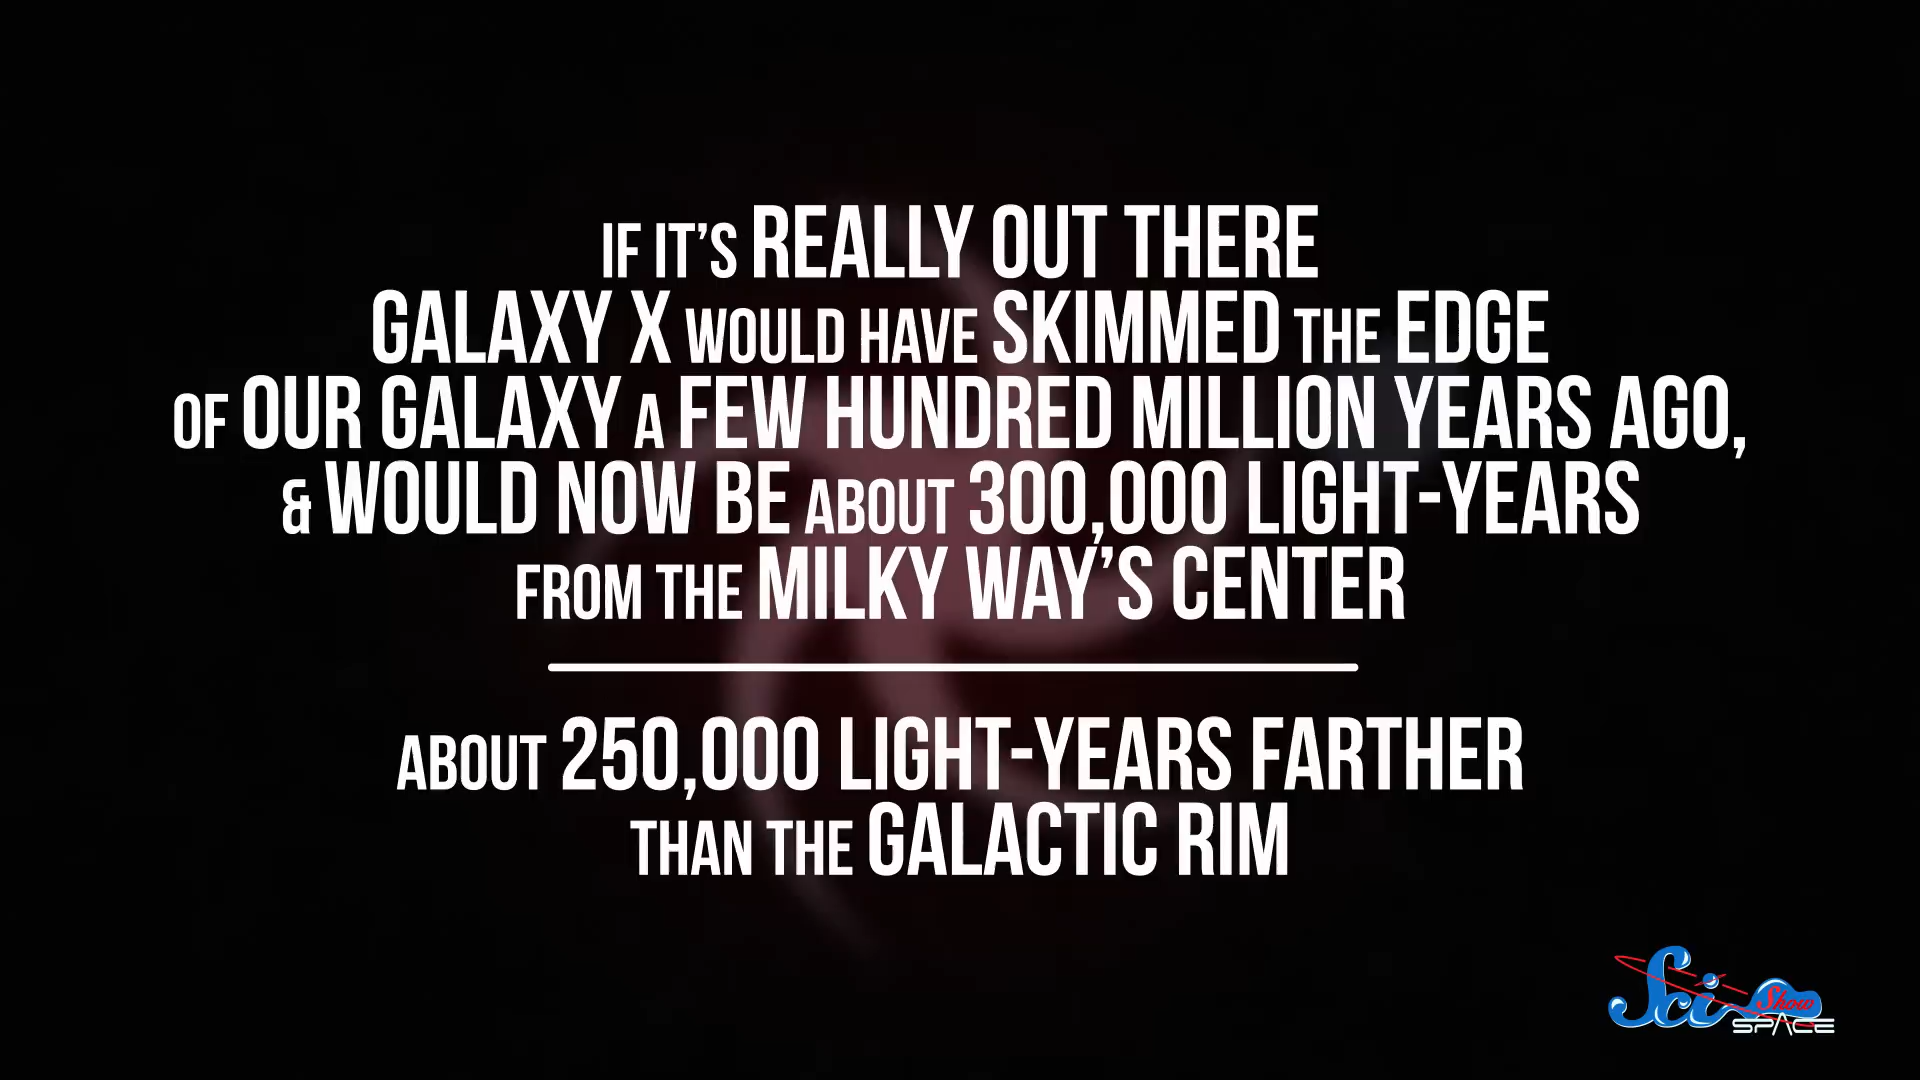 IF IT'S REALLY OUT THERE
GALAXY X WOULD HAVE SKIMMED THE EDGE
OF OUR GALAXY A FEW HUNDRED MILLION YEARS AGO,
& WOULD NOW BE ABOUT 300,000 LIGHT-YEARS
FROM THE MILKY WAY'S CENTER
ABOUT 250,000 LIGHT-YEARS FARTHER
THAN THE GALACTIC RIM
Sci Show
SPACE